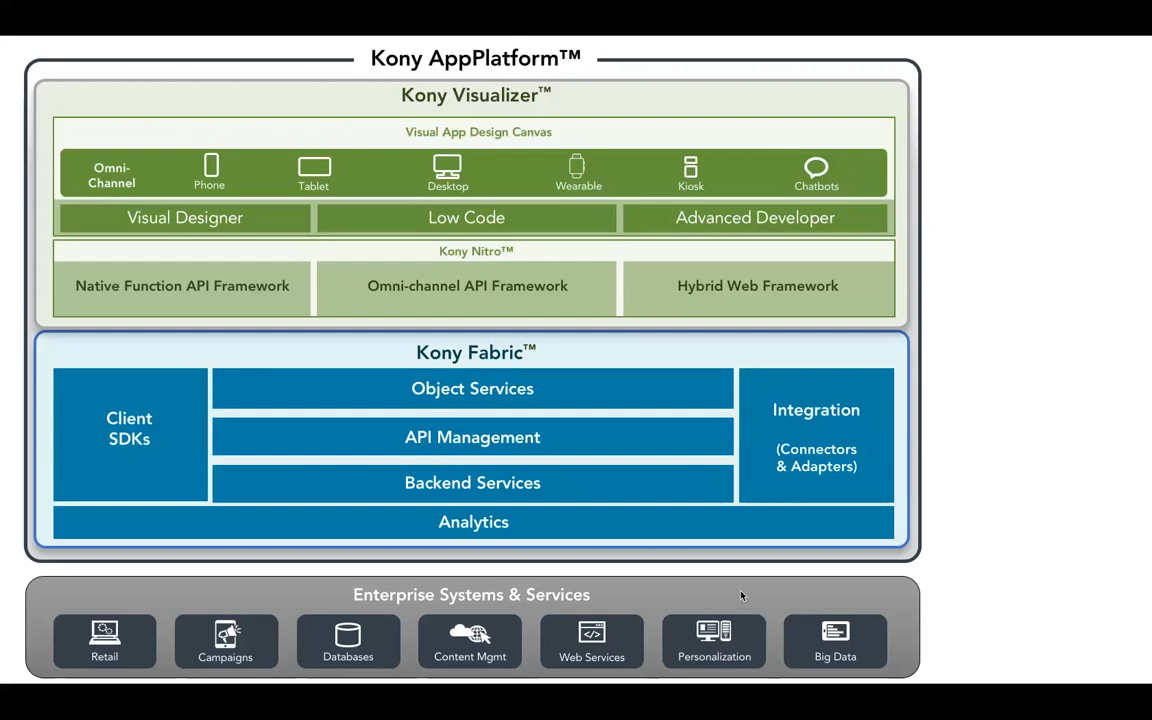 Kony AppPlatform™
Kony Visualizer™
Visual App Design Canvas
Omni-
Channel
Phone
Tablet
Desktop
Wearable
Kiosk
Chatbots
Visual Designer
Low Code
Advanced Developer
Kony Nitro™
Native Function API Framework
Omni-channel API Framework
Hybrid Web Framework
Kony Fabric™
Client
SDKs
Object Services
API Management
Backend Services
Integration
(Connectors
& Adapters)
Analytics
Enterprise Systems & Services
Retail
Campaigns
Databases
Content Mgmt
Web Services
Personalization
Big Data